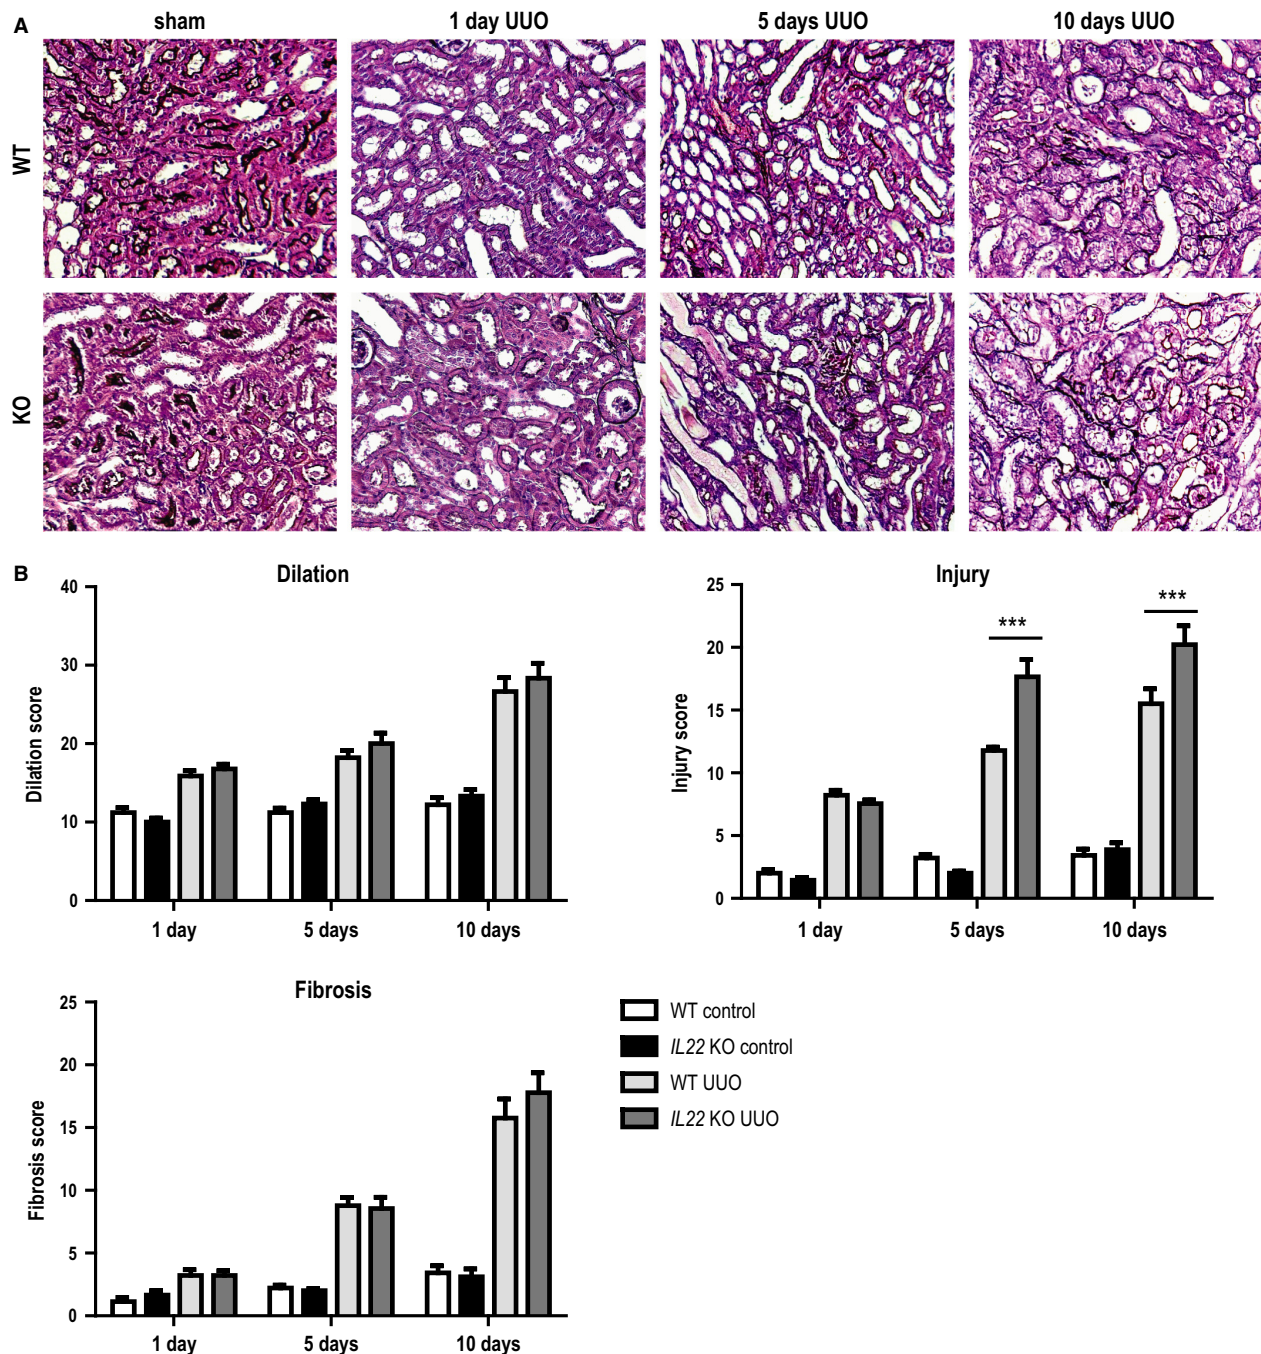 A
sham
1 day UUO
5 days UUO
10 days UUO
WT
KO
B
Dilation
Dilation score
40
30
20
10
0
1 day
5 days
10 days
Injury
Injury score
25
20
15
10
5
0
***
***
1 day
5 days
10 days
Fibrosis
Fibrosis score
25
20
15
10
5
0
1 day
5 days
10 days
WT control
IL22 KO control
WT UUO
IL22 KO UUO